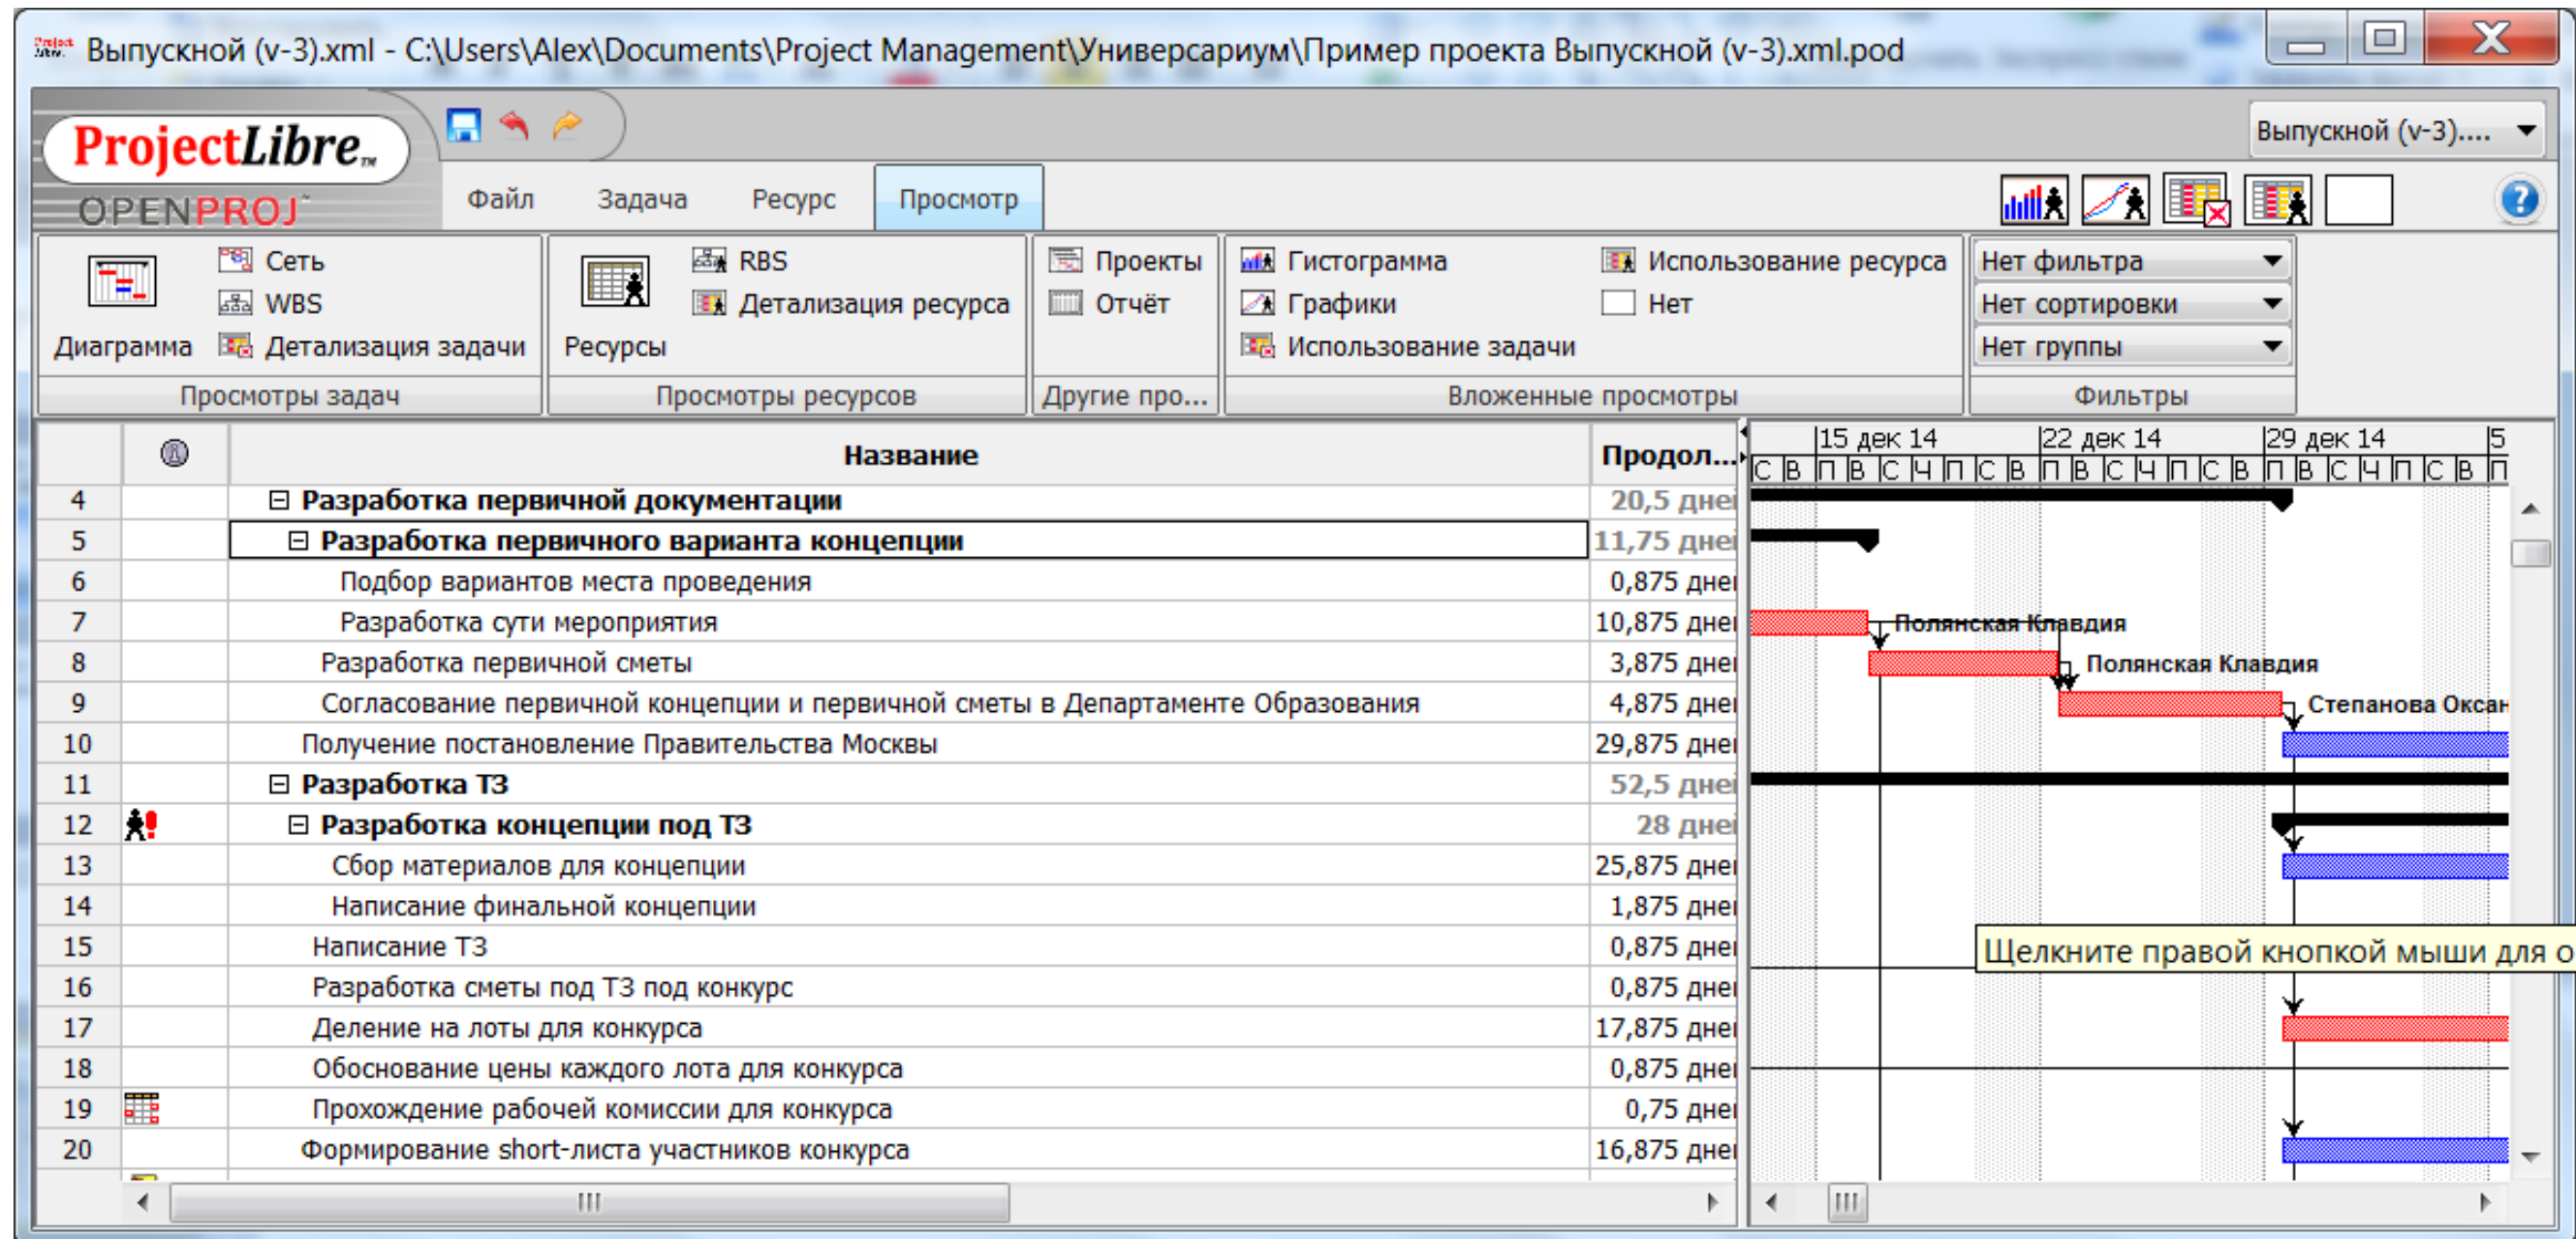 Выпускной (v-3).xml - C:\Users\Alex\Documents\Project Management\Универсариум\Пример проекта Выпускной (v-3).xml.pod
ProjectLibre™
OPENPROJ
Выпускной (v-3)....
Файл Задача Ресурс Просмотр
Диаграмма
Сеть
WBS
Детализация задачи
Просмотры задач
Ресурсы
RBS
Детализация ресурса
Просмотры ресурсов
Проекты
Отчёт
Другие про...
Гистограмма
Графики
Использование задачи
Использование ресурса
Нет
Вложенные просмотры
Нет фильтра
Нет сортировки
Нет группы
Фильтры
Название Продол...
15 дек 14 22 дек 14 29 дек 14 5
С В П В С Ч П С В П В С Ч П С В П В С Ч П С В П
4 Разработка первичной документации 20,5 дней
5 Разработка первичного варианта концепции 11,75 дней
6 Подбор вариантов места проведения 0,875 дней
7 Разработка сути мероприятия 10,875 дней Полянская Клавдия
8 Разработка первичной сметы 3,875 дней Полянская Клавдия
9 Согласование первичной концепции и первичной сметы в Департаменте Образования 4,875 дней Степанова Оксан
10 Получение постановление Правительства Москвы 29,875 дней
11 Разработка ТЗ 52,5 дней
12 Разработка концепции под ТЗ 28 дней
13 Сбор материалов для концепции 25,875 дней
14 Написание финальной концепции 1,875 дней
15 Написание ТЗ 0,875 дней
Щелкните правой кнопкой мыши для о
16 Разработка сметы под ТЗ под конкурс 0,875 дней
17 Деление на лоты для конкурса 17,875 дней
18 Обоснование цены каждого лота для конкурса 0,875 дней
19 Прохождение рабочей комиссии для конкурса 0,75 дней
20 Формирование short-листа участников конкурса 16,875 дней